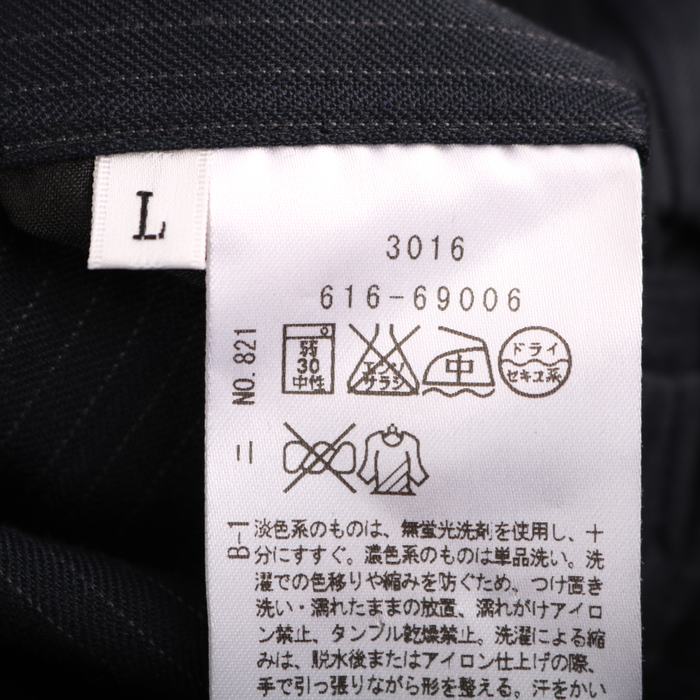 L
3016
616-69006
NO. 821
弱
30
中性
エンソ
サラシ
中
ドライ
セキユ系
二
B-1
淡色系のものは、無蛍光洗剤を使用し、十
分にすすぐ。濃色系のものは単品洗い。洗
濯での色移りや縮みを防ぐため、つけ置き
洗い・濡れたままの放置、濡れがけアイロ
ン禁止、タンブル乾燥禁止。洗濯による縮
みは、脱水後またはアイロン仕上げの際、
手で引っ張りながら形を整える。汗をかい